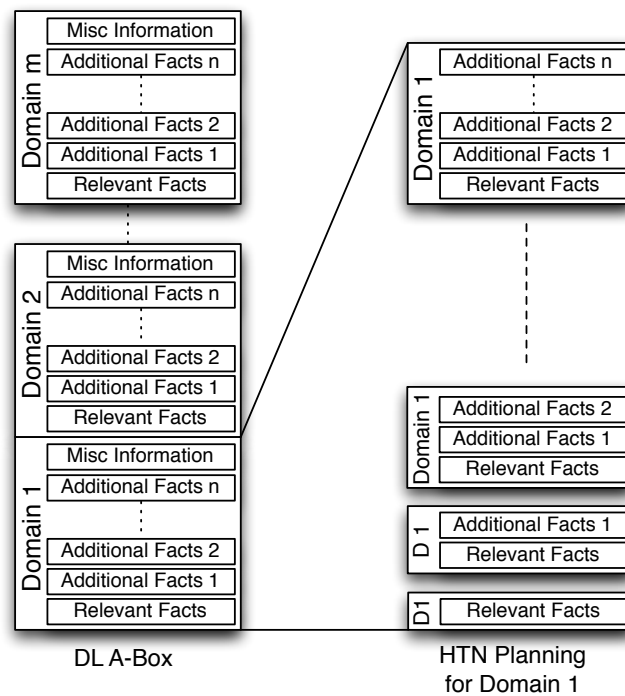 Domain m
Misc Information
Additional Facts n
Additional Facts 2
Additional Facts 1
Relevant Facts
Domain 2
Misc Information
Additional Facts n
Additional Facts 2
Additional Facts 1
Relevant Facts
Domain 1
Misc Information
Additional Facts n
Additional Facts 2
Additional Facts 1
Relevant Facts
DL A-Box
Domain 1
Additional Facts n
Additional Facts 2
Additional Facts 1
Relevant Facts
Domain 1
Additional Facts 2
Additional Facts 1
Relevant Facts
D 1
Additional Facts 1
Relevant Facts
D1
Relevant Facts
HTN Planning
for Domain 1